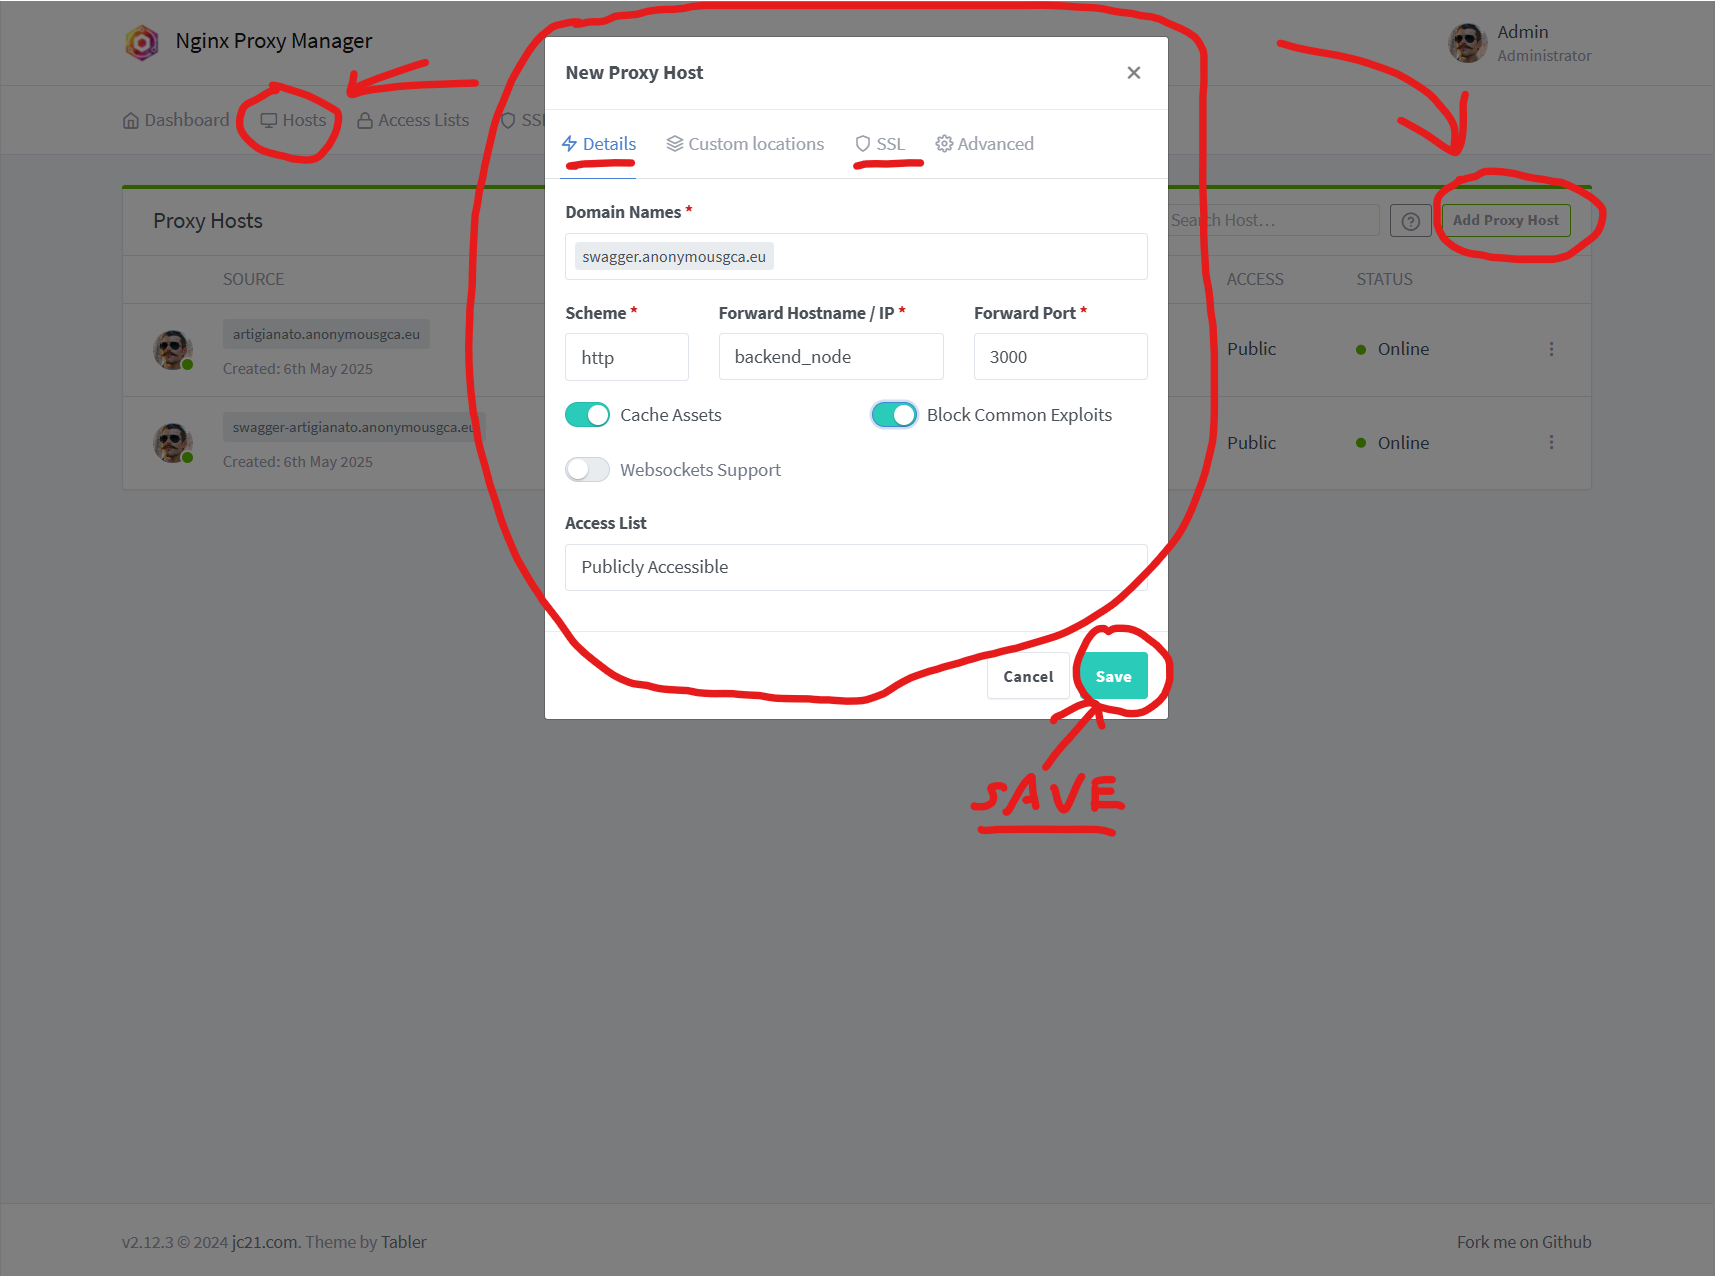 Nginx Proxy Manager
Admin
Administrator
Dashboard
Hosts
Access Lists
SSL
New Proxy Host
Details
Custom locations
SSL
Advanced
Proxy Hosts
Search Host…
Add Proxy Host
SOURCE
ACCESS
STATUS
artigianato.anonymousgca.eu
Created: 6th May 2025
Public
Online
swagger-artigianato.anonymousgca.eu
Created: 6th May 2025
Public
Online
Domain Names *
swagger.anonymousgca.eu
Scheme *
Forward Hostname / IP *
Forward Port *
http
backend_node
3000
Cache Assets
Block Common Exploits
Websockets Support
Access List
Publicly Accessible
Cancel
Save
SAVE
v2.12.3 © 2024 jc21.com. Theme by Tabler
Fork me on Github